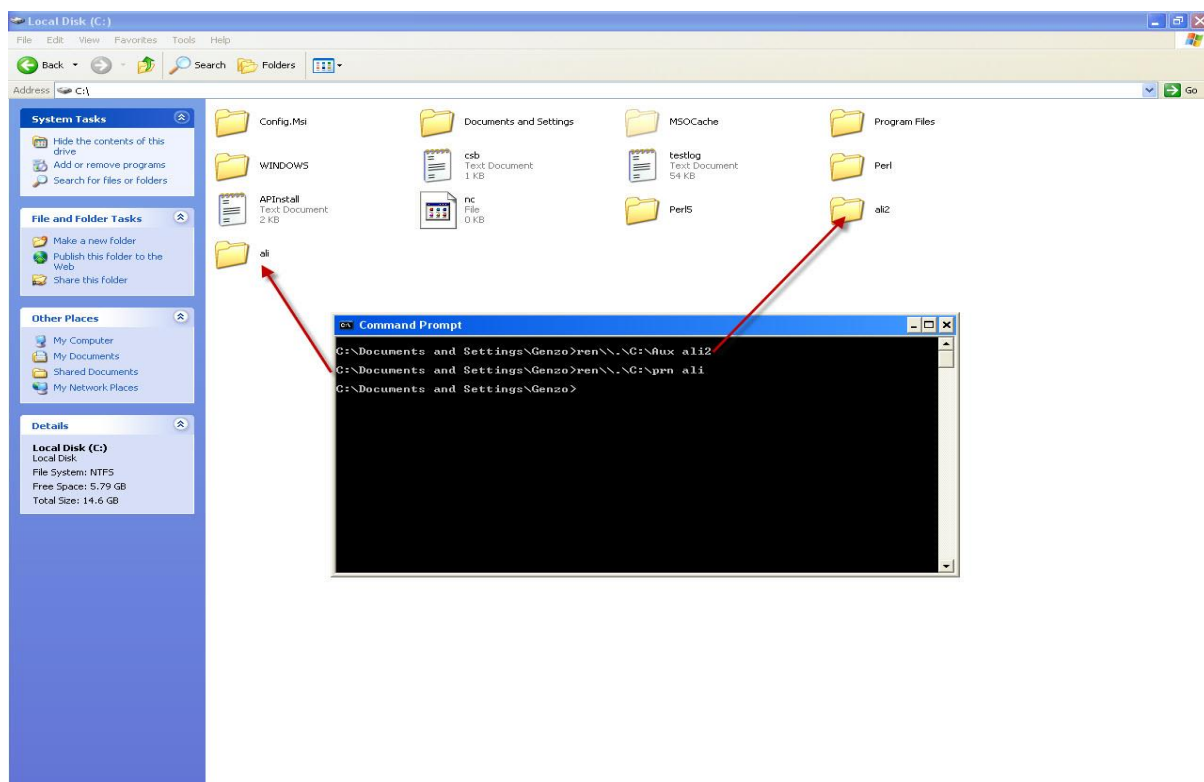 Local Disk (C:)
File Edit View Favorites Tools Help
Back Search Folders
Address C:\ Go
System Tasks
Hide the contents of this
drive
Add or remove programs
Search for files or folders
File and Folder Tasks
Make a new folder
Publish this folder to the
Web
Share this folder
Other Places
My Computer
My Documents
Shared Documents
My Network Places
Details
Local Disk (C:)
Local Disk
File System: NTFS
Free Space: 5.79 GB
Total Size: 14.6 GB
Config.Msi
Documents and Settings
MSOCache
Program Files
WINDOWS
csb
Text Document
1 KB
testlog
Text Document
54 KB
Perl
APInstall
Text Document
2 KB
nc
File
0 KB
Perl5
ali2
ali
Command Prompt
C:\Documents and Settings\Genzo>ren\\.\C:\Aux ali2
C:\Documents and Settings\Genzo>ren\\.\C:\prn ali
C:\Documents and Settings\Genzo>